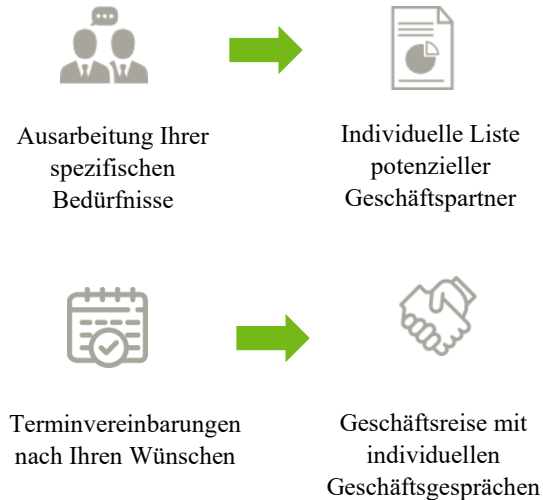 Ausarbeitung Ihrer
spezifischen
Bedürfnisse
Individuelle Liste
potenzieller
Geschäftspartner
Terminvereinbarungen
nach Ihren Wünschen
Geschäftsreise mit
individuellen
Geschäftsgesprächen